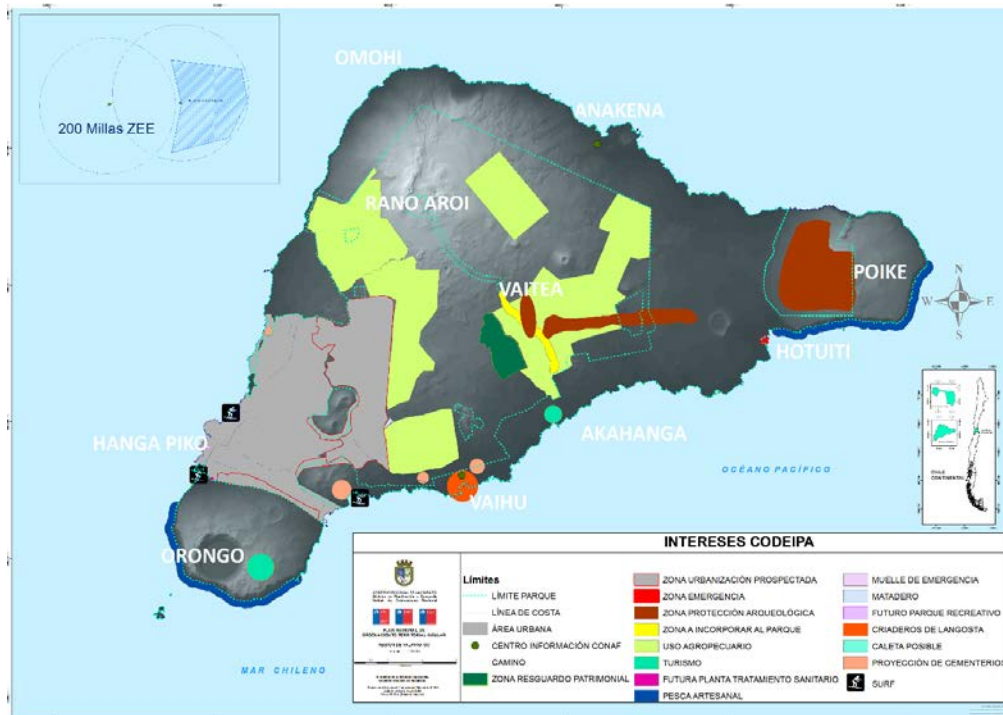 200 Millas ZEE
OMOHI
ANAKENA
RANO AROI
VAITEA
POIKE
N
W E
S
HOTUITI
HANGA PIKO
AKAHANGA
VAIHU
ORONGO
OCÉANO PACÍFICO
MAR CHILENO
CHILE
CONTINENTAL
INTERESES CODEIPA
Límites
LÍMITE PARQUE
LÍNEA DE COSTA
ÁREA URBANA
CENTRO INFORMACIÓN CONAF
CAMINO
ZONA RESGUARDO PATRIMONIAL
ZONA URBANIZACIÓN PROSPECTADA
ZONA EMERGENCIA
ZONA PROTECCIÓN ARQUEOLÓGICA
ZONA A INCORPORAR AL PARQUE
USO AGROPECUARIO
TURISMO
FUTURA PLANTA TRATAMIENTO SANITARIO
PESCA ARTESANAL
MUELLE DE EMERGENCIA
MATADERO
FUTURO PARQUE RECREATIVO
CRIADEROS DE LANGOSTA
CALETA POSIBLE
PROYECCIÓN DE CEMENTERIOS
SURF